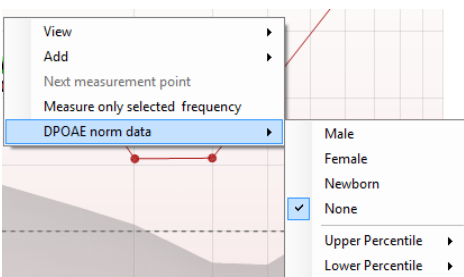 View
Add
Next measurement point
Measure only selected frequency
DPOAE norm data
Male
Female
Newborn
None
Upper Percentile
Lower Percentile